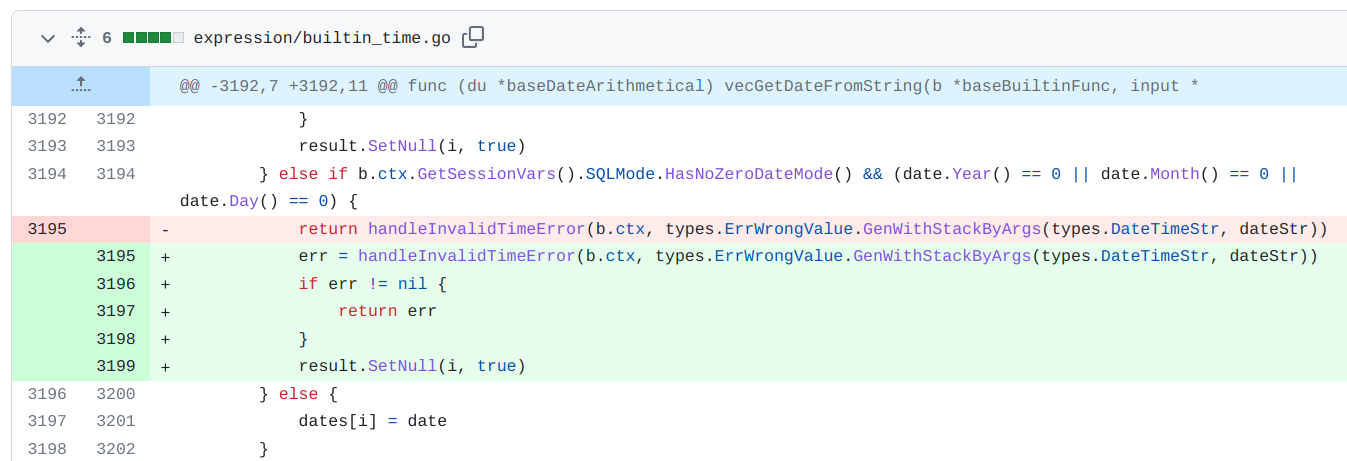 6 expression/builtin_time.go
@@ -3192,7 +3192,11 @@ func (du *baseDateArithmetical) vecGetDateFromString(b *baseBuiltinFunc, input *
3192 3192 }
3193 3193 result.SetNull(i, true)
3194 3194 } else if b.ctx.GetSessionVars().SQLMode.HasNoZeroDateMode() && (date.Year() == 0 || date.Month() == 0 ||
date.Day() == 0) {
3195 - return handleInvalidTimeError(b.ctx, types.ErrWrongValue.GenWithStackByArgs(types.DateTimeStr, dateStr))
3195 + err = handleInvalidTimeError(b.ctx, types.ErrWrongValue.GenWithStackByArgs(types.DateTimeStr, dateStr))
3196 + if err != nil {
3197 + return err
3198 + }
3199 + result.SetNull(i, true)
3196 3200 } else {
3197 3201 dates[i] = date
3198 3202 }